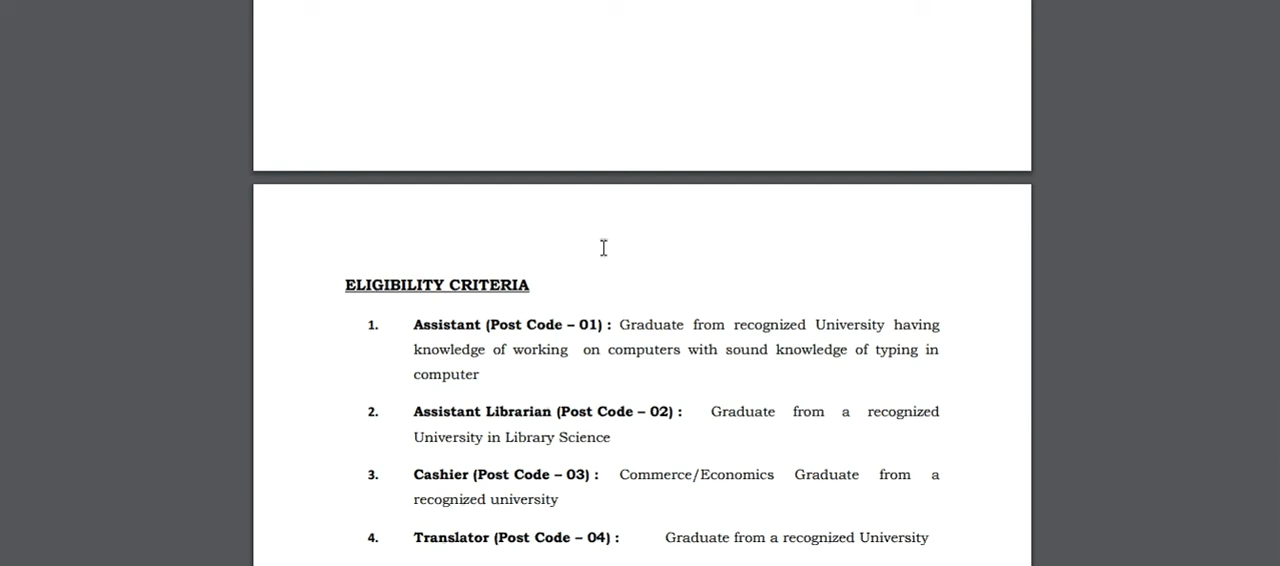 ELIGIBILITY CRITERIA
1. Assistant (Post Code – 01) : Graduate from recognized University having
knowledge of working on computers with sound knowledge of typing in
computer
2. Assistant Librarian (Post Code – 02) : Graduate from a recognized
University in Library Science
3. Cashier (Post Code – 03) : Commerce/Economics Graduate from a
recognized university
4. Translator (Post Code – 04) : Graduate from a recognized University